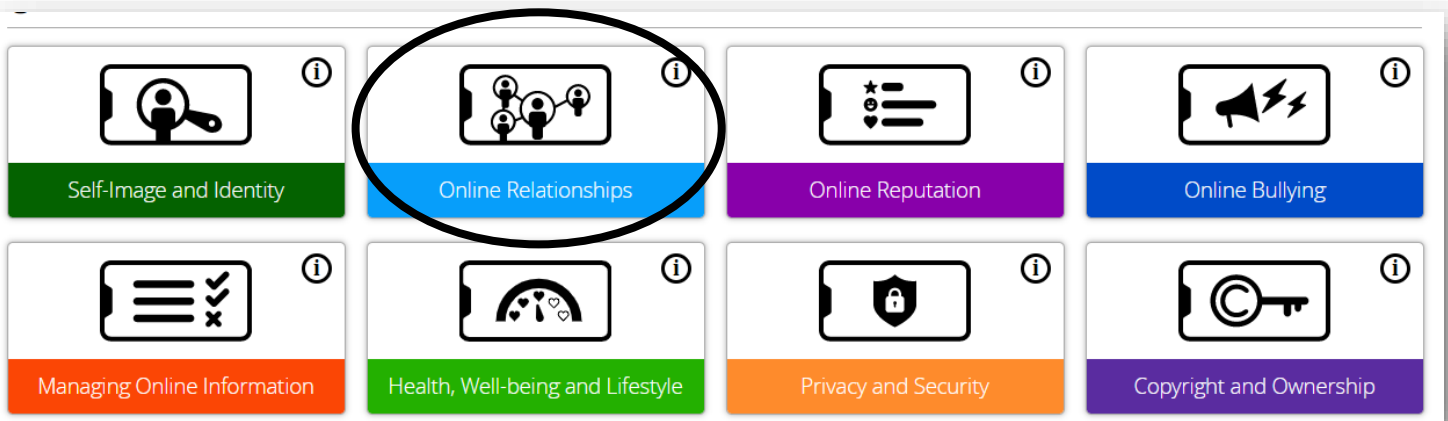 Self-Image and Identity
Online Relationships
Online Reputation
Online Bullying
Managing Online Information
Health, Well-being and Lifestyle
Privacy and Security
Copyright and Ownership